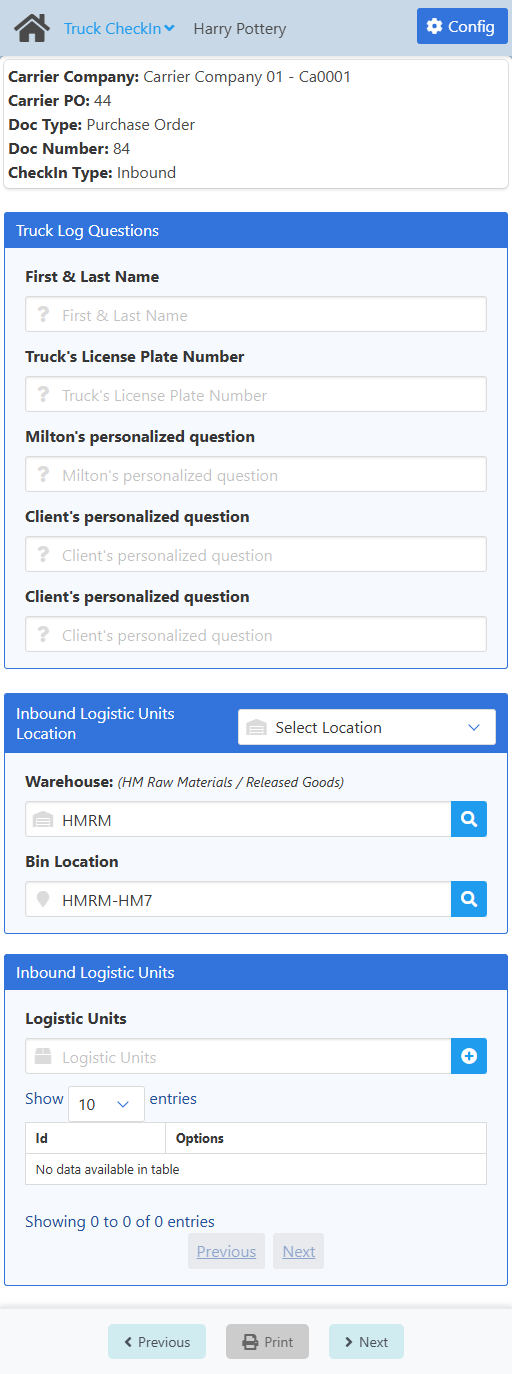 Truck CheckIn Harry Pottery Config
Carrier Company: Carrier Company 01 - Ca0001
Carrier PO: 44
Doc Type: Purchase Order
Doc Number: 84
CheckIn Type: Inbound
Truck Log Questions
First & Last Name
First & Last Name
Truck's License Plate Number
Truck's License Plate Number
Milton's personalized question
Milton's personalized question
Client's personalized question
Client's personalized question
Client's personalized question
Client's personalized question
Inbound Logistic Units
Location
Select Location
Warehouse: (HM Raw Materials / Released Goods)
HMRM
Bin Location
HMRM-HM7
Inbound Logistic Units
Logistic Units
Logistic Units
Show 10 entries
Id Options
No data available in table
Showing 0 to 0 of 0 entries
Previous Next
Previous Print Next